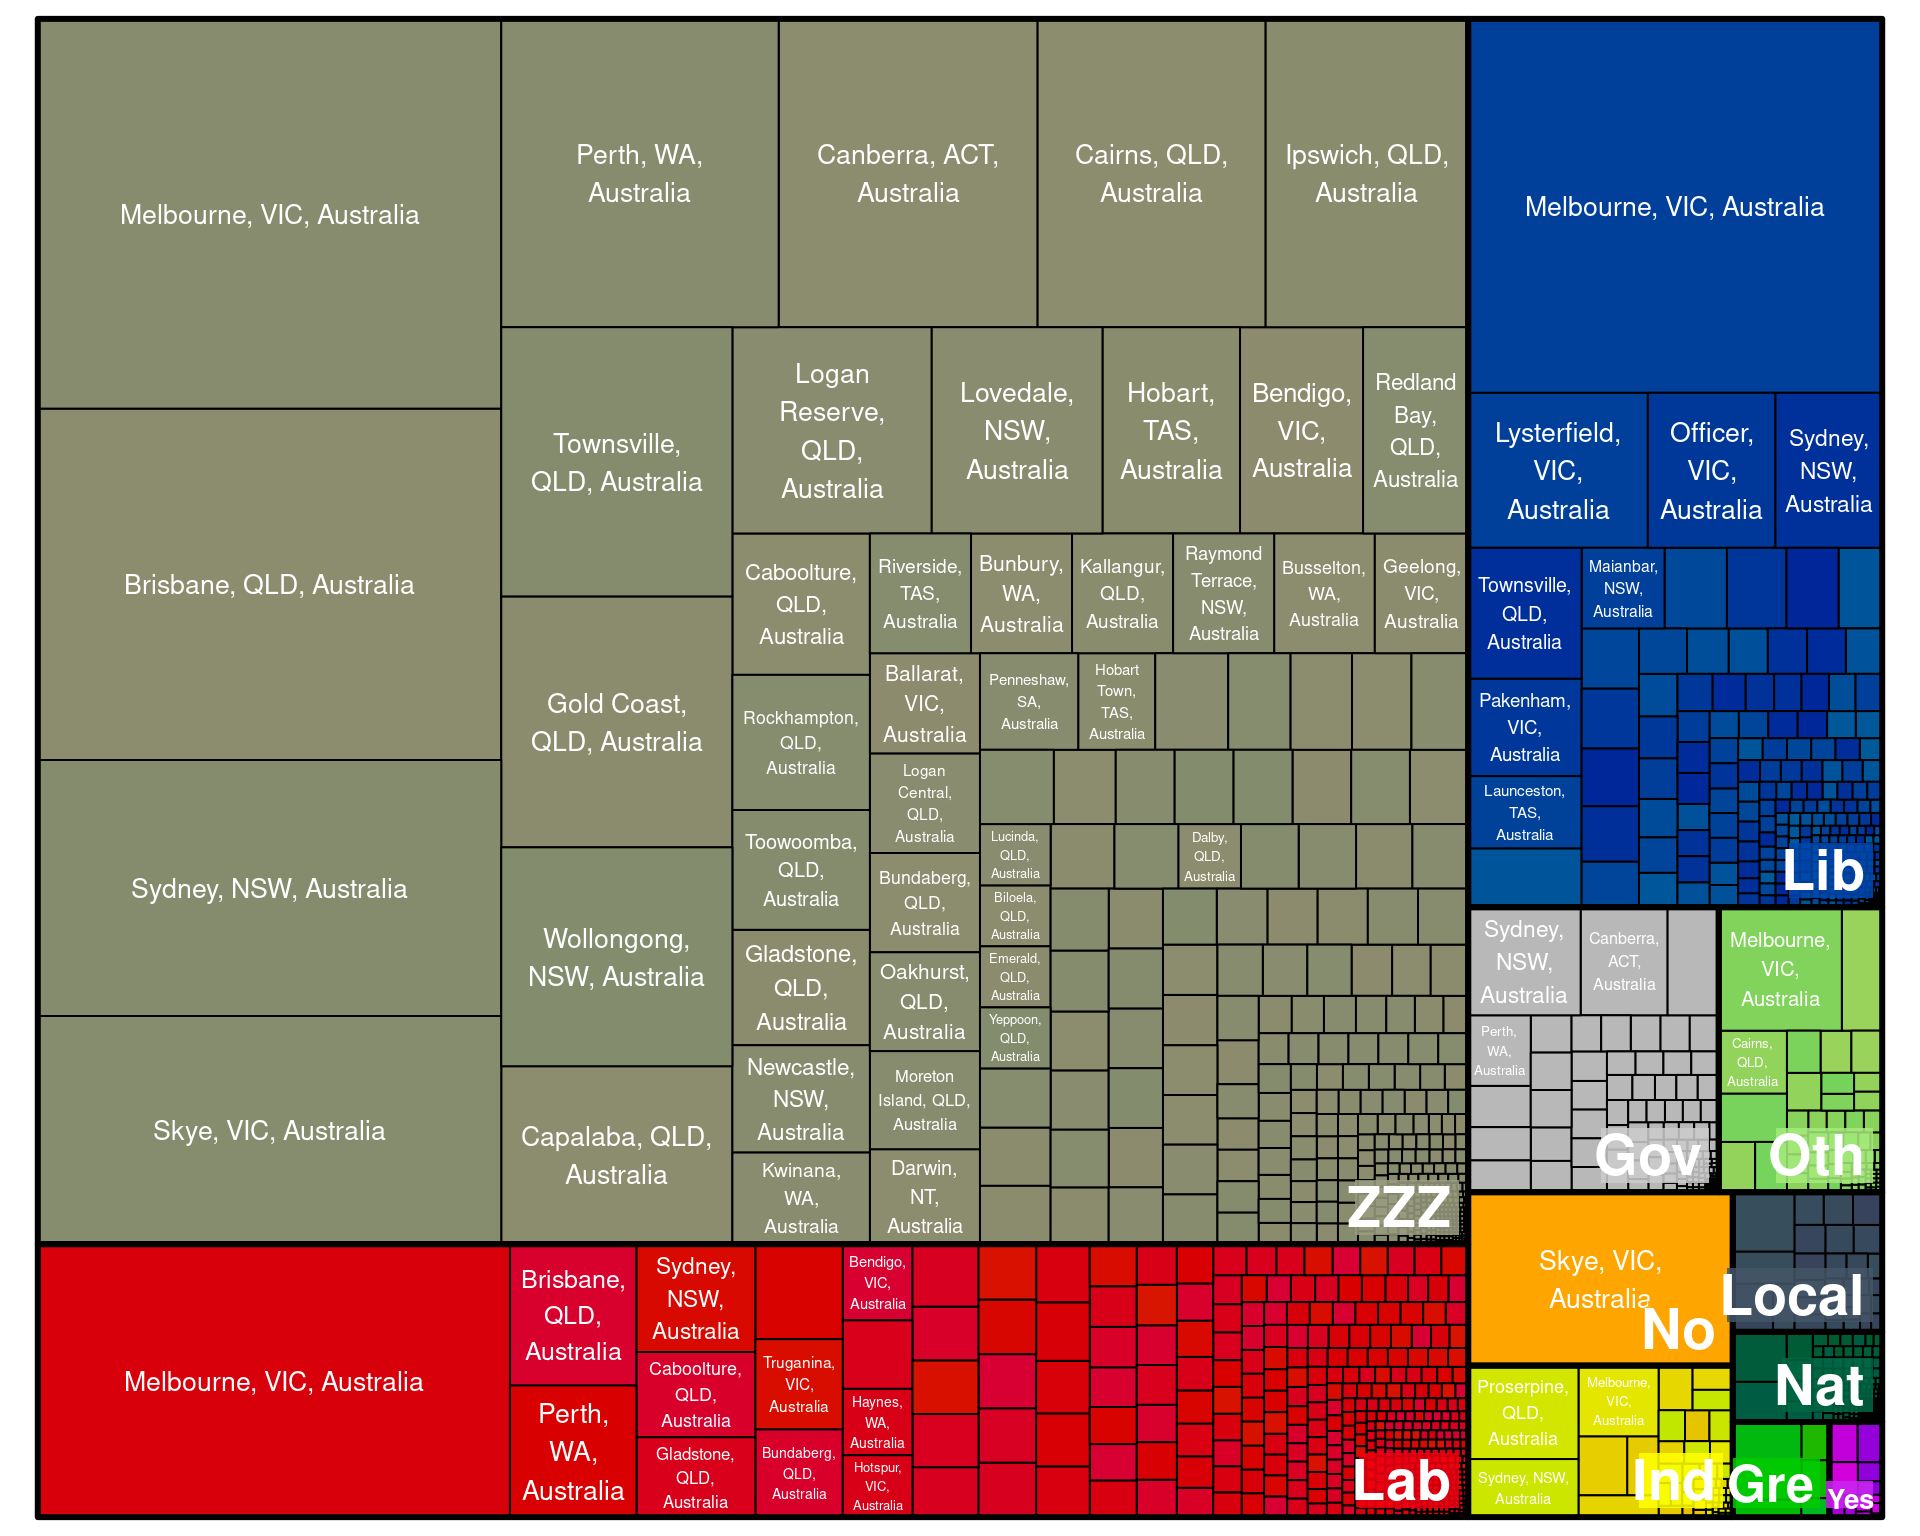 Melbourne, VIC, Australia
Brisbane, QLD, Australia
Sydney, NSW, Australia
Skye, VIC, Australia
Perth, WA,
Australia
Canberra, ACT,
Australia
Cairns, QLD,
Australia
Ipswich, QLD,
Australia
Townsville,
QLD, Australia
Gold Coast,
QLD, Australia
Wollongong,
NSW, Australia
Capalaba, QLD,
Australia
Logan
Reserve,
QLD,
Australia
Lovedale,
NSW,
Australia
Hobart,
TAS,
Australia
Bendigo,
VIC,
Australia
Redland
Bay,
QLD,
Australia
Caboolture,
QLD,
Australia
Rockhampton,
QLD,
Australia
Toowoomba,
QLD,
Australia
Gladstone,
QLD,
Australia
Newcastle,
NSW,
Australia
Kwinana,
WA,
Australia
Riverside,
TAS,
Australia
Bunbury,
WA,
Australia
Kallangur,
QLD,
Australia
Raymond
Terrace,
NSW,
Australia
Busselton,
WA,
Australia
Geelong,
VIC,
Australia
Ballarat,
VIC,
Australia
Logan
Central,
QLD,
Australia
Bundaberg,
QLD,
Australia
Oakhurst,
QLD,
Australia
Moreton
Island, QLD,
Australia
Darwin,
NT,
Australia
Penneshaw,
SA,
Australia
Hobart
Town,
TAS,
Australia
Lucinda,
QLD,
Australia
Biloela,
QLD,
Australia
Emerald,
QLD,
Australia
Yeppoon,
QLD,
Australia
Dalby,
QLD,
Australia
ZZZ
Melbourne, VIC, Australia
Brisbane,
QLD,
Australia
Perth,
WA,
Australia
Sydney,
NSW,
Australia
Caboolture,
QLD,
Australia
Gladstone,
QLD,
Australia
Truganina,
VIC,
Australia
Bundaberg,
QLD,
Australia
Bendigo,
VIC,
Australia
Haynes,
WA,
Australia
Hotspur,
VIC,
Australia
Lab
Melbourne, VIC, Australia
Lysterfield,
VIC,
Australia
Officer,
VIC,
Australia
Sydney,
NSW,
Australia
Townsville,
QLD,
Australia
Pakenham,
VIC,
Australia
Launceston,
TAS,
Australia
Maianbar,
NSW,
Australia
Lib
Sydney,
NSW,
Australia
Canberra,
ACT,
Australia
Perth,
WA,
Australia
Gov
Melbourne,
VIC,
Australia
Cairns,
QLD,
Australia
Oth
Skye, VIC,
Australia
No
Local
Nat
Proserpine,
QLD,
Australia
Sydney, NSW,
Australia
Melbourne,
VIC,
Australia
Ind
Gre
Yes